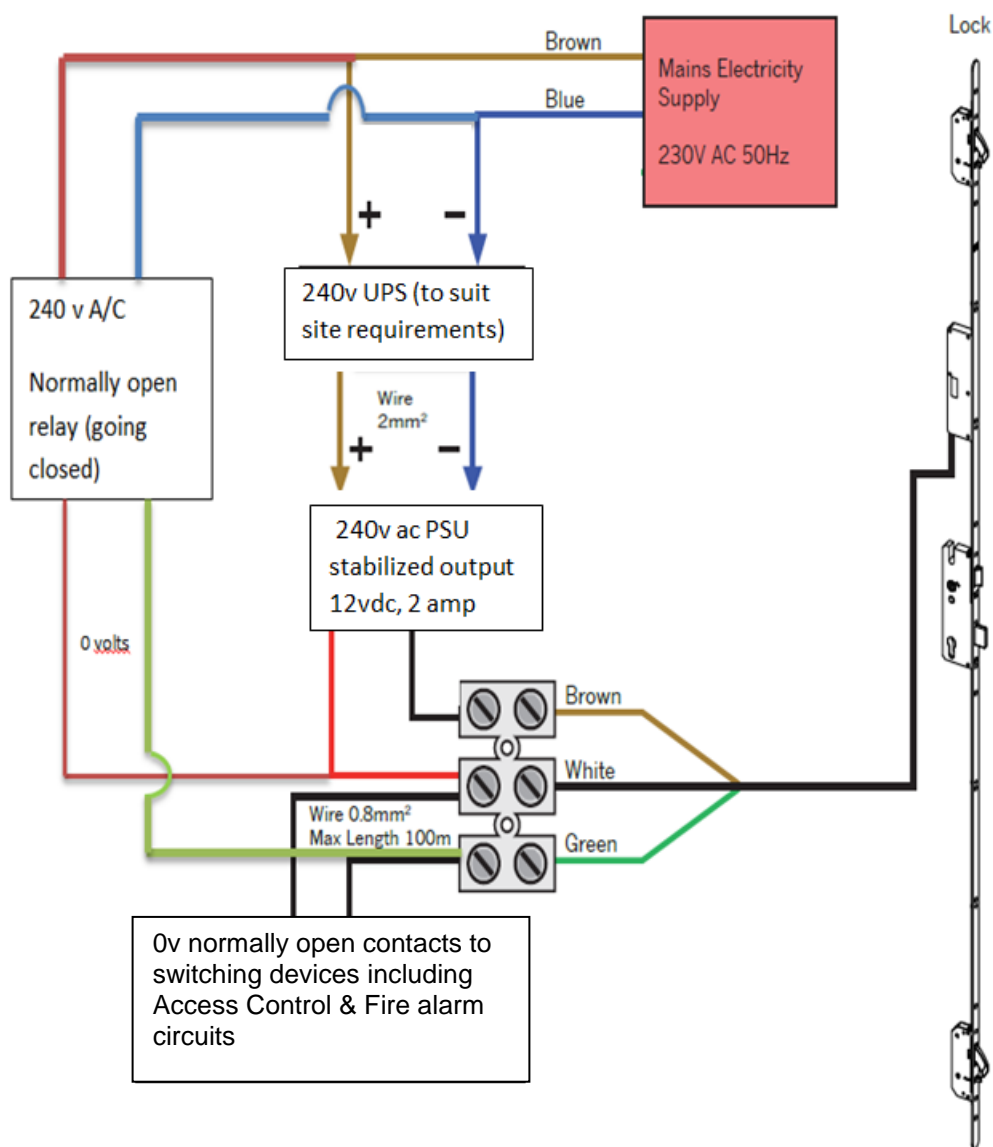 Lock
Brown
Mains Electricity
Supply
230V AC 50Hz
Blue
+
−
240 v A/C
Normally open
relay (going
closed)
240v UPS (to suit
site requirements)
Wire
2mm²
+
−
240v ac PSU
stabilized output
12vdc, 2 amp
0 volts
Brown
White
Wire 0.8mm²
Max Length 100m
Green
0v normally open contacts to
switching devices including
Access Control & Fire alarm
circuits